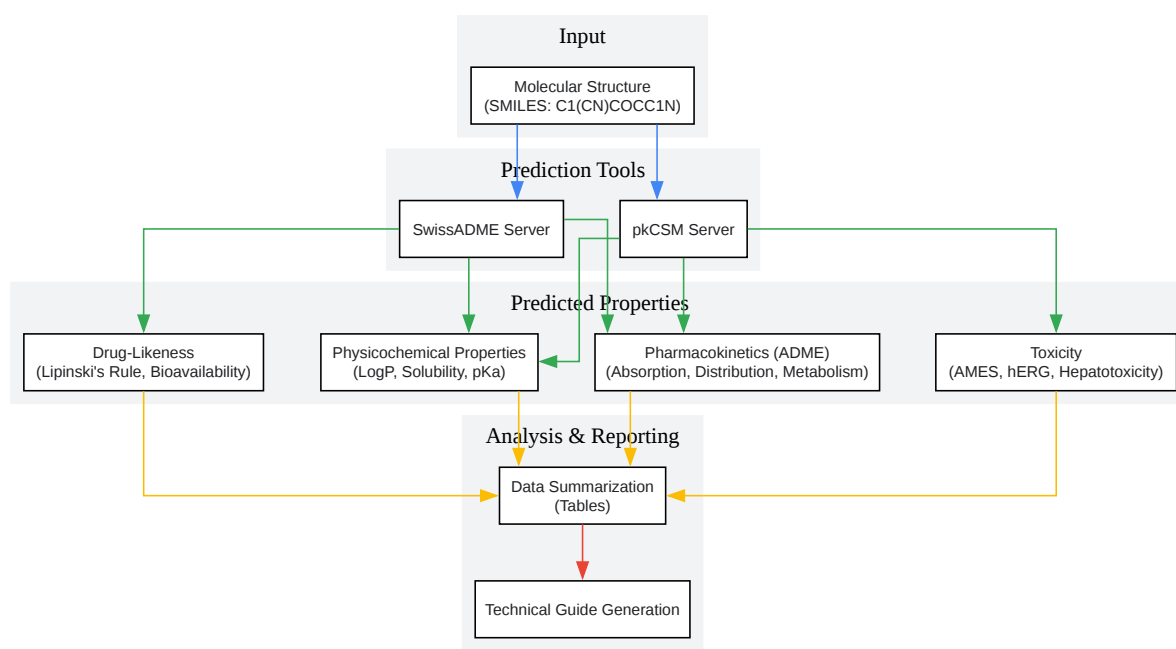 Input
Molecular Structure
(SMILES: C1(CN)COCC1N)
Prediction Tools
SwissADME Server
pkCSM Server
Predicted Properties
Drug-Likeness
(Lipinski's Rule, Bioavailability)
Physicochemical Properties
(LogP, Solubility, pKa)
Pharmacokinetics (ADME)
(Absorption, Distribution, Metabolism)
Toxicity
(AMES, hERG, Hepatotoxicity)
Analysis & Reporting
Data Summarization
(Tables)
Technical Guide Generation